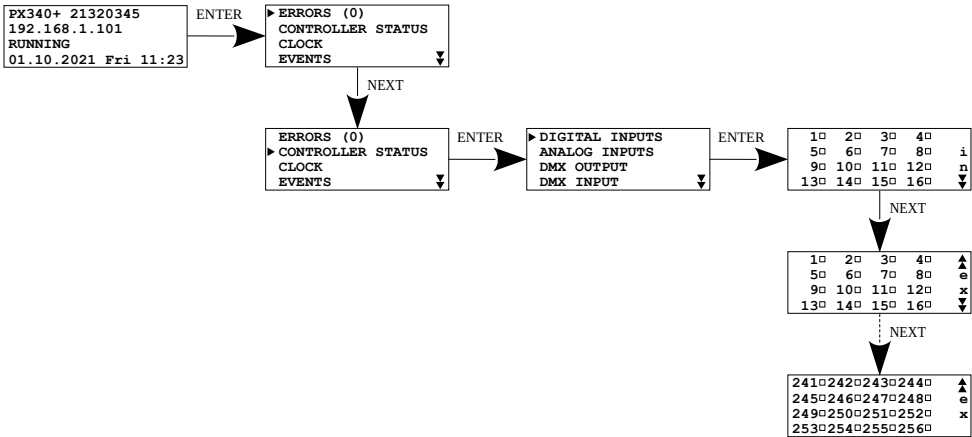 PX340+ 21320345
192.168.1.101
RUNNING
01.10.2021 Fri 11:23
ENTER
ERRORS (0)
CONTROLLER STATUS
CLOCK
EVENTS
NEXT
ERRORS (0)
CONTROLLER STATUS
CLOCK
EVENTS
ENTER
DIGITAL INPUTS
ANALOG INPUTS
DMX OUTPUT
DMX INPUT
ENTER
1 2 3 4
5 6 7 8 i
9 10 11 12 n
13 14 15 16
NEXT
1 2 3 4
5 6 7 8 e
9 10 11 12 x
13 14 15 16
NEXT
241 242 243 244
245 246 247 248 e
249 250 251 252 x
253 254 255 256